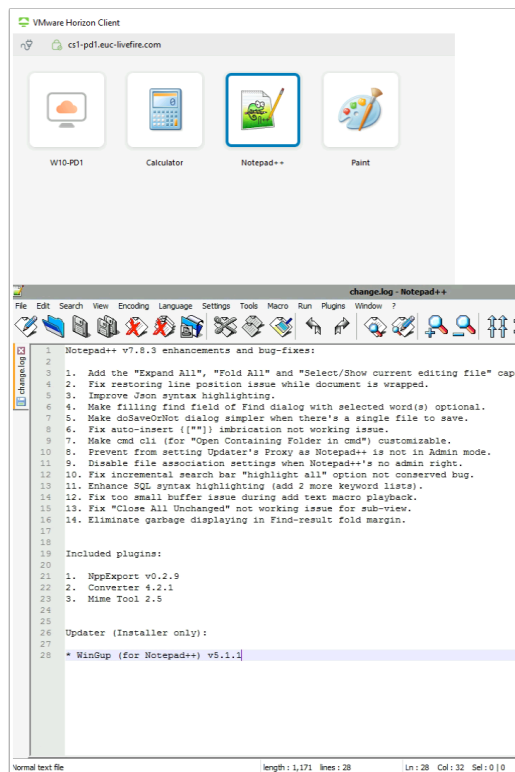 VMware Horizon Client
cs1-pd1.euc-livefire.com
W10-PD1
Calculator
Notepad++
Paint
change.log - Notepad++
File Edit Search View Encoding Language Settings Tools Macro Run Plugins Window ?
change.log
1 Notepad++ v7.8.3 enhancements and bug-fixes:
2
3 1. Add the "Expand All", "Fold All" and "Select/Show current editing file" cap
4 2. Fix restoring line position issue while document is wrapped.
5 3. Improve Json syntax highlighting.
6 4. Make filling find field of Find dialog with selected word(s) optional.
7 5. Make doSaveOrNot dialog simpler when there's a single file to save.
8 6. Fix auto-insert {[""]} imbrication not working issue.
9 7. Make cmd cli (for "Open Containing Folder in cmd") customizable.
10 8. Prevent from setting Updater's Proxy as Notepad++ is not in Admin mode.
11 9. Disable file association settings when Notepad++'s no admin right.
12 10. Fix incremental search bar "highlight all" option not conserved bug.
13 11. Enhance SQL syntax highlighting (add 2 more keyword lists).
14 12. Fix too small buffer issue during add text macro playback.
15 13. Fix "Close All Unchanged" not working issue for sub-view.
16 14. Eliminate garbage displaying in Find-result fold margin.
17
18
19 Included plugins:
20
21 1. NppExport v0.2.9
22 2. Converter 4.2.1
23 3. Mime Tool 2.5
24
25
26 Updater (Installer only):
27
28 * WinGup (for Notepad++) v5.1.1
Normal text file length : 1,171 lines : 28 Ln : 28 Col : 32 Sel : 0 | 0